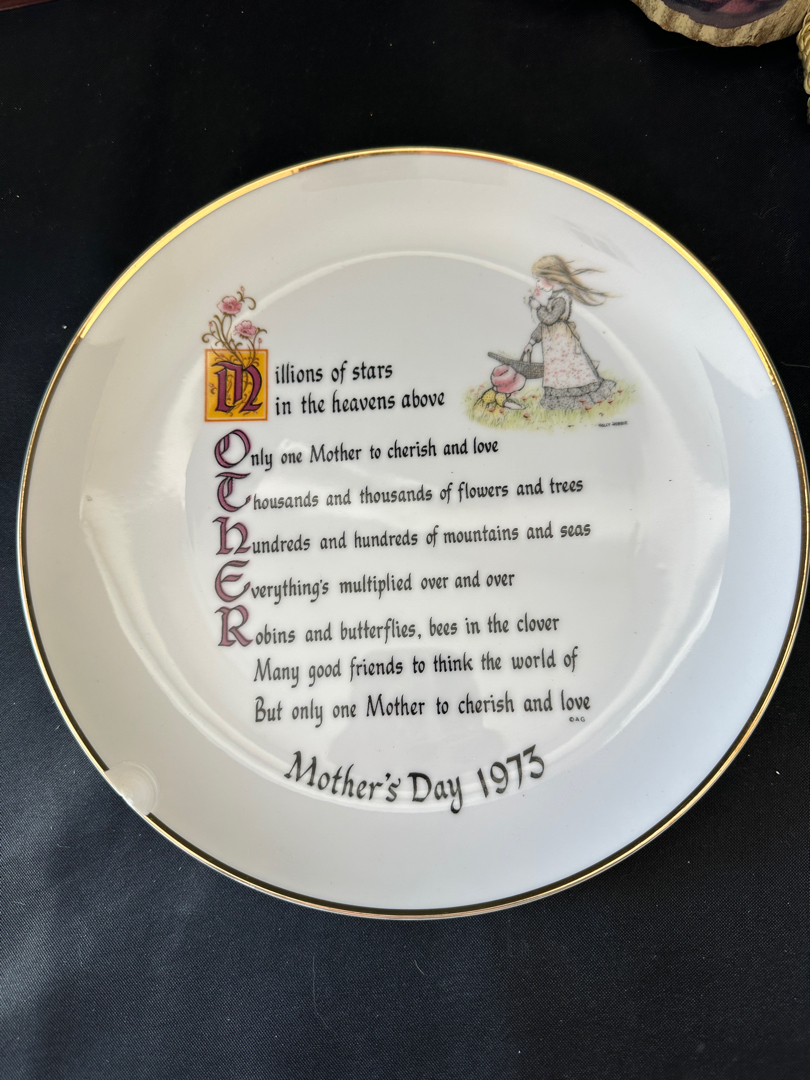 Millions of stars
in the heavens above
HOLLY HOBBIE
Only one Mother to cherish and love
Thousands and thousands of flowers and trees
Hundreds and hundreds of mountains and seas
Everything's multiplied over and over
Robins and butterflies, bees in the clover
Many good friends to think the world of
But only one Mother to cherish and love
©AG
Mother's Day 1973